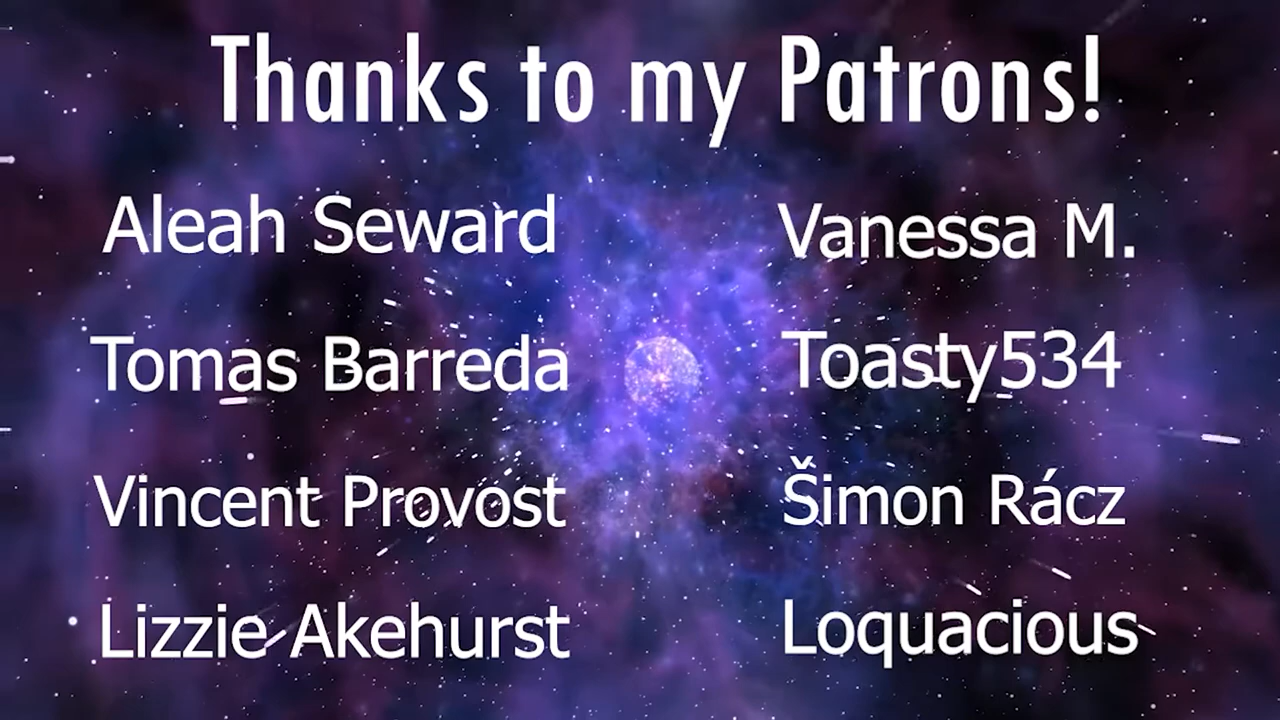 Thanks to my Patrons!
Aleah Seward
Tomas Barreda
Vincent Provost
Lizzie Akehurst
Vanessa M.
Toasty534
Šimon Rácz
Loquacious